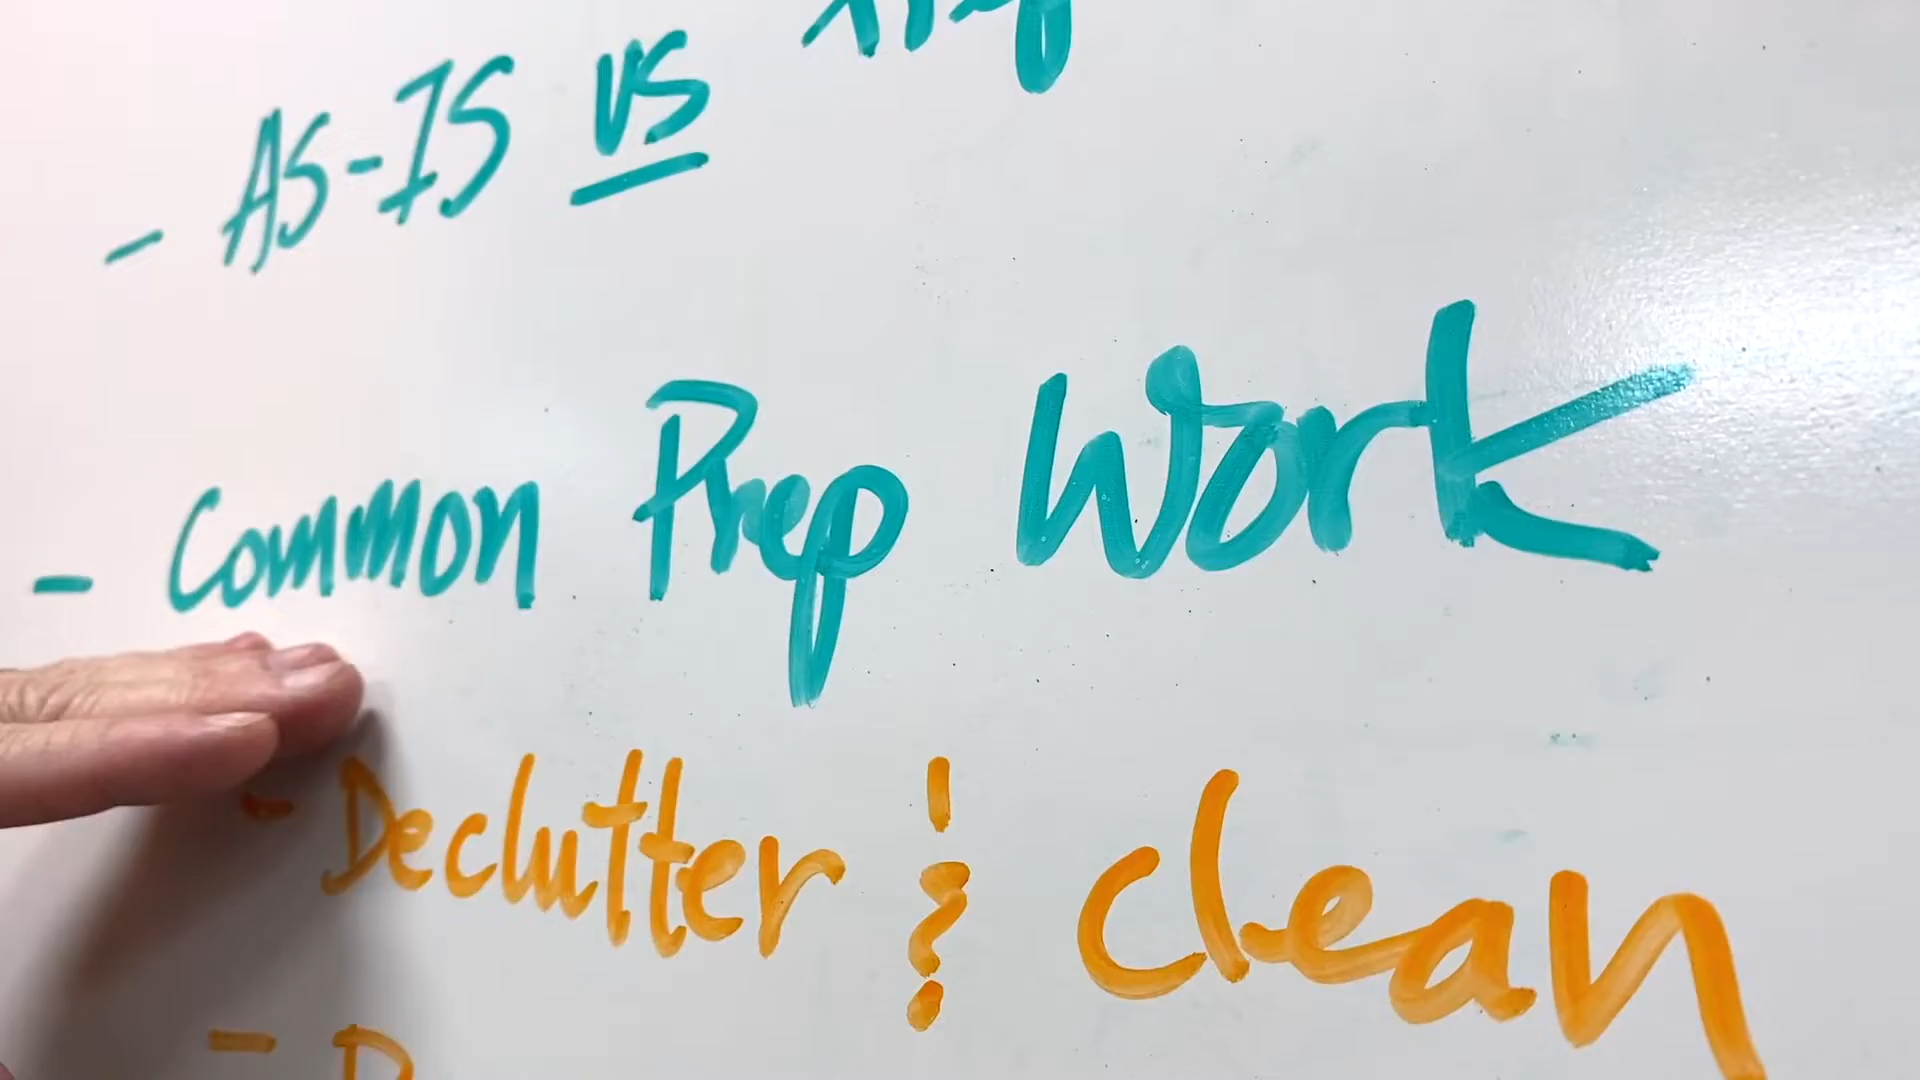 - AS-IS vs
- Common Prep Work
- Declutter & clean
-